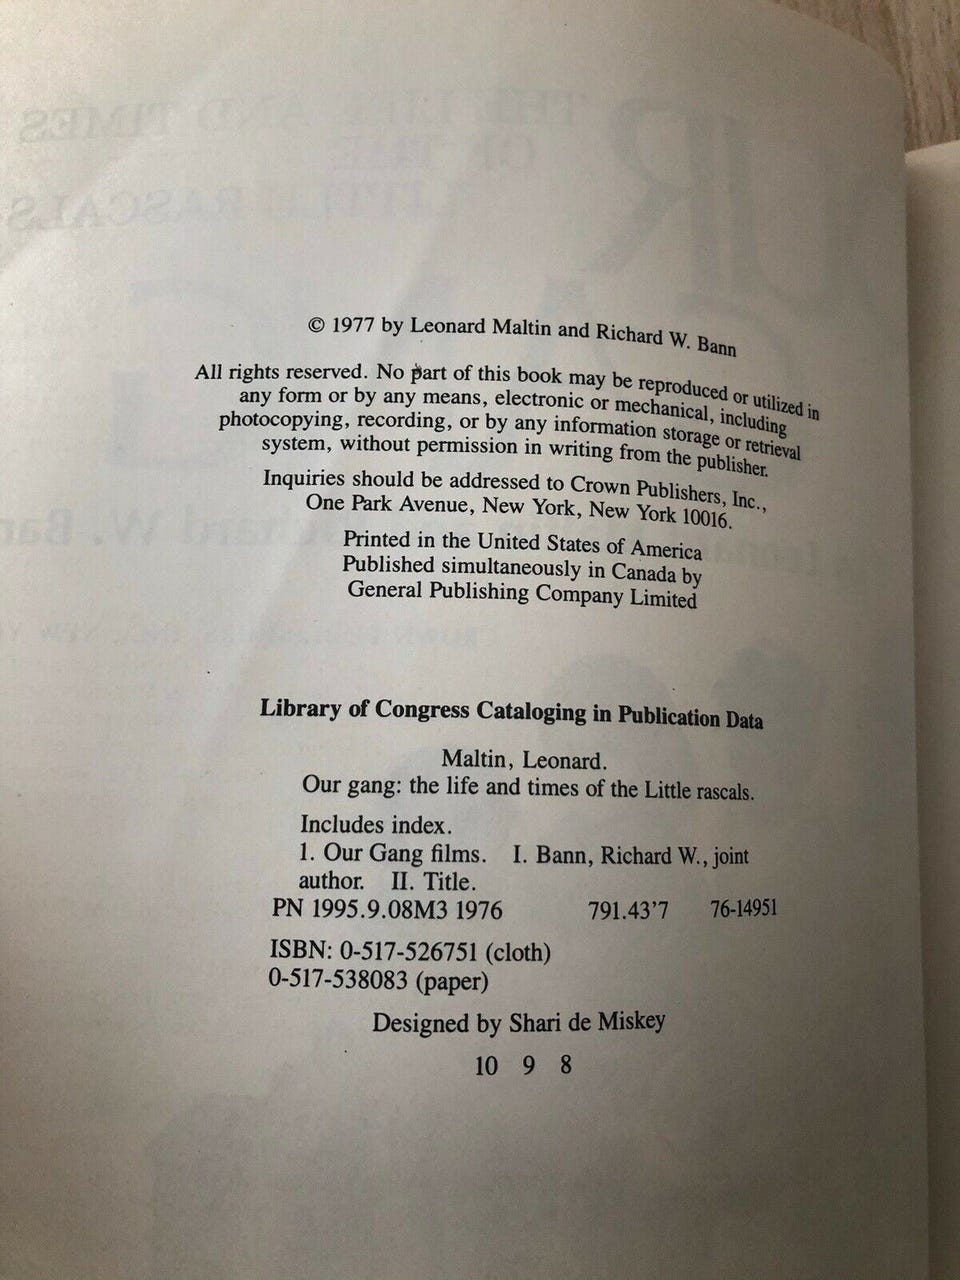 © 1977 by Leonard Maltin and Richard W. Bann
All rights reserved. No part of this book may be reproduced or utilized in
any form or by any means, electronic or mechanical, including
photocopying, recording, or by any information storage or retrieval
system, without permission in writing from the publisher.
Inquiries should be addressed to Crown Publishers, Inc.,
One Park Avenue, New York, New York 10016.
Printed in the United States of America
Published simultaneously in Canada by
General Publishing Company Limited
Library of Congress Cataloging in Publication Data
Maltin, Leonard.
Our gang: the life and times of the Little rascals.
Includes index.
1. Our Gang films. I. Bann, Richard W., joint
author. II. Title.
PN 1995.9.08M3 1976 791.43'7 76-14951
ISBN: 0-517-526751 (cloth)
0-517-538083 (paper)
Designed by Shari de Miskey
10 9 8